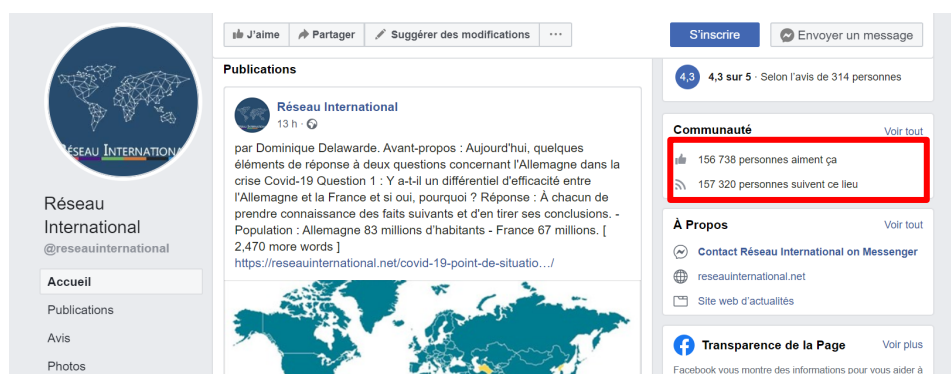 RÉSEAU INTERNATIONAL
Réseau
International
@reseauinternational
Accueil
Publications
Avis
Photos
J'aime
Partager
Suggérer des modifications
...
Publications
Réseau International
13 h ·
par Dominique Delawarde. Avant-propos : Aujourd'hui, quelques
éléments de réponse à deux questions concernant l'Allemagne dans la
crise Covid-19 Question 1 : Y a-t-il un différentiel d'efficacité entre
l'Allemagne et la France et si oui, pourquoi ? Réponse : À chacun de
prendre connaissance des faits suivants et d'en tirer ses conclusions. -
Population : Allemagne 83 millions d'habitants - France 67 millions. [
2,470 more words ]
https://reseauinternational.net/covid-19-point-de-situatio…/
S'inscrire
Envoyer un message
4,3
4,3 sur 5 · Selon l'avis de 314 personnes
Communauté
Voir tout
156 738 personnes aiment ça
157 320 personnes suivent ce lieu
À Propos
Voir tout
Contact Réseau International on Messenger
reseauinternational.net
Site web d'actualités
Transparence de la Page
Voir plus
Facebook vous montre des informations pour vous aider à